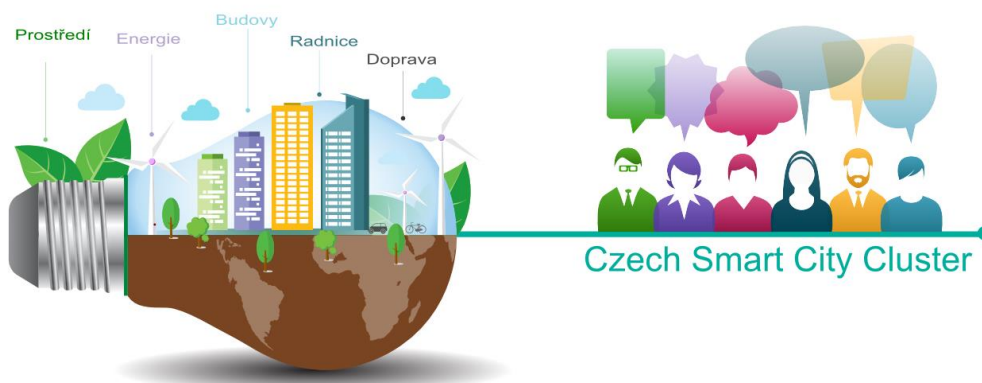 Prostředí
Energie
Budovy
Radnice
Doprava
Czech Smart City Cluster